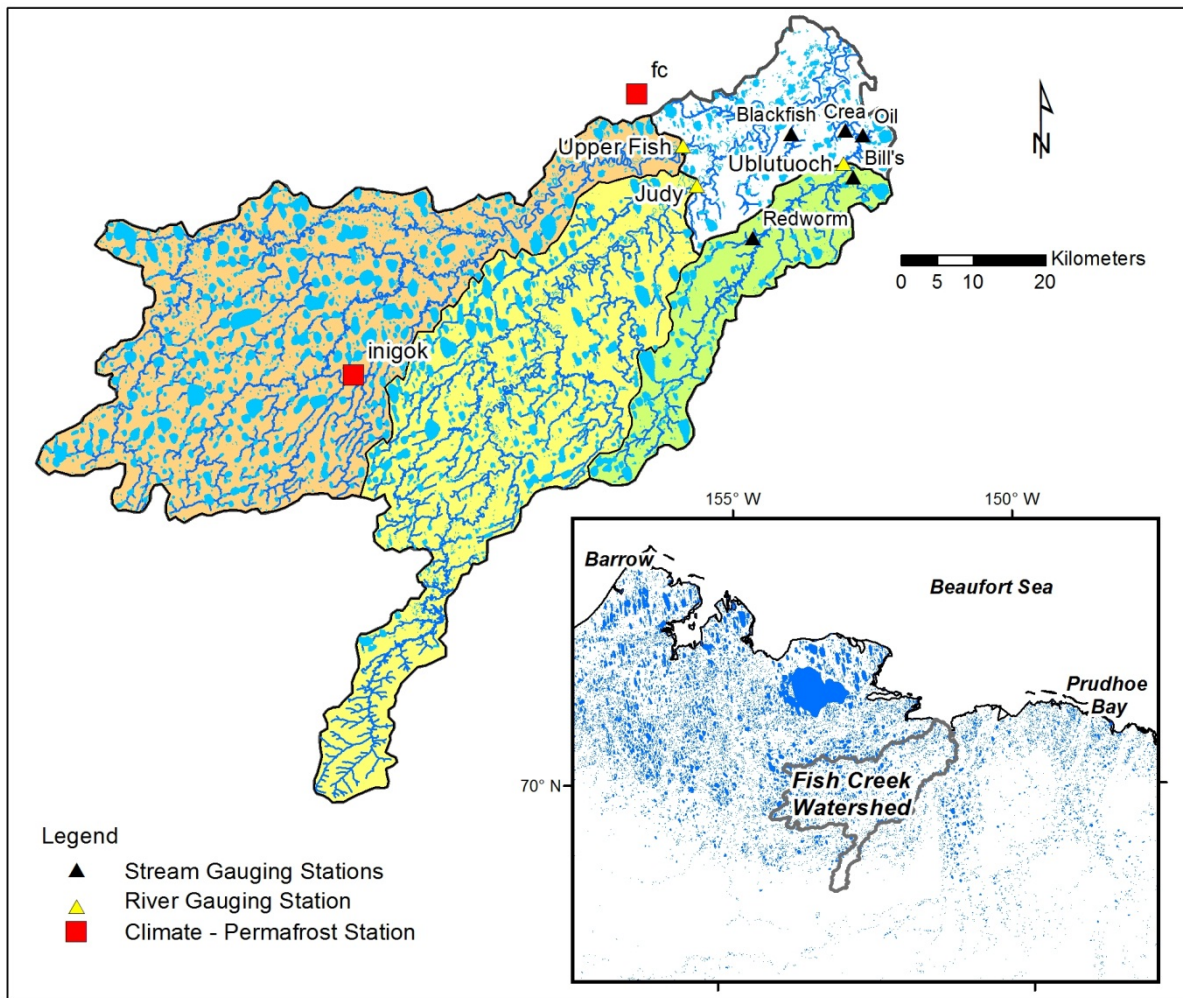 fc
Blackfish
Crea
Oil
Upper Fish
Ublutuoch
Bill's
Judy
Redworm
N
Kilometers
0 5 10 20
inigok
155° W
150° W
Barrow
Beaufort Sea
Prudhoe
Bay
70° N
Fish Creek
Watershed
Legend
Stream Gauging Stations
River Gauging Station
Climate - Permafrost Station